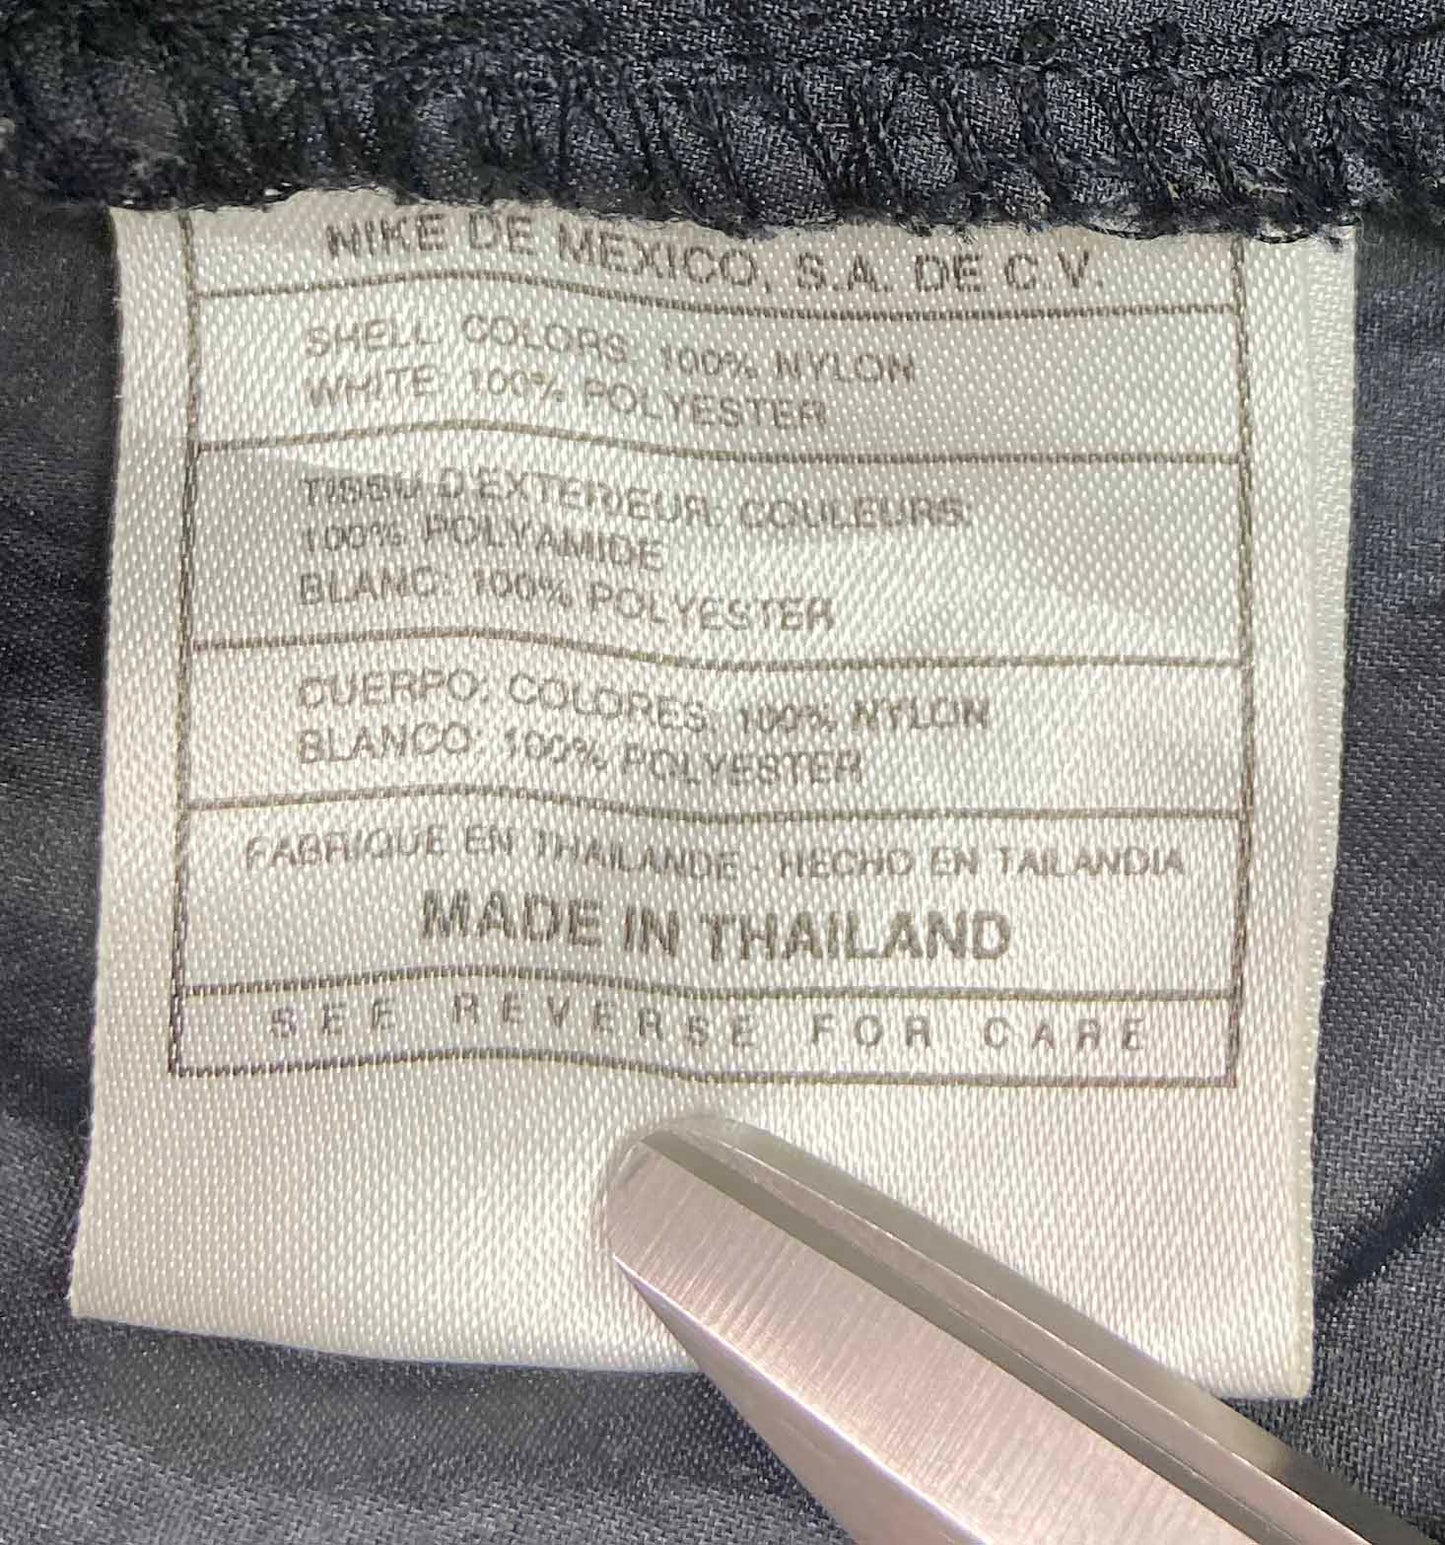 NIKE DE MEXICO, S.A. DE C.V.
SHELL: COLORS: 100% NYLON
WHITE: 100% POLYESTER
TISSU D'EXTERIEUR: COULEURS:
100% POLYAMIDE
BLANC: 100% POLYESTER
CUERPO: COLORES: 100% NYLON
BLANCO: 100% POLYESTER
FABRIQUE EN THAILANDE - HECHO EN TAILANDIA
MADE IN THAILAND
SEE REVERSE FOR CARE